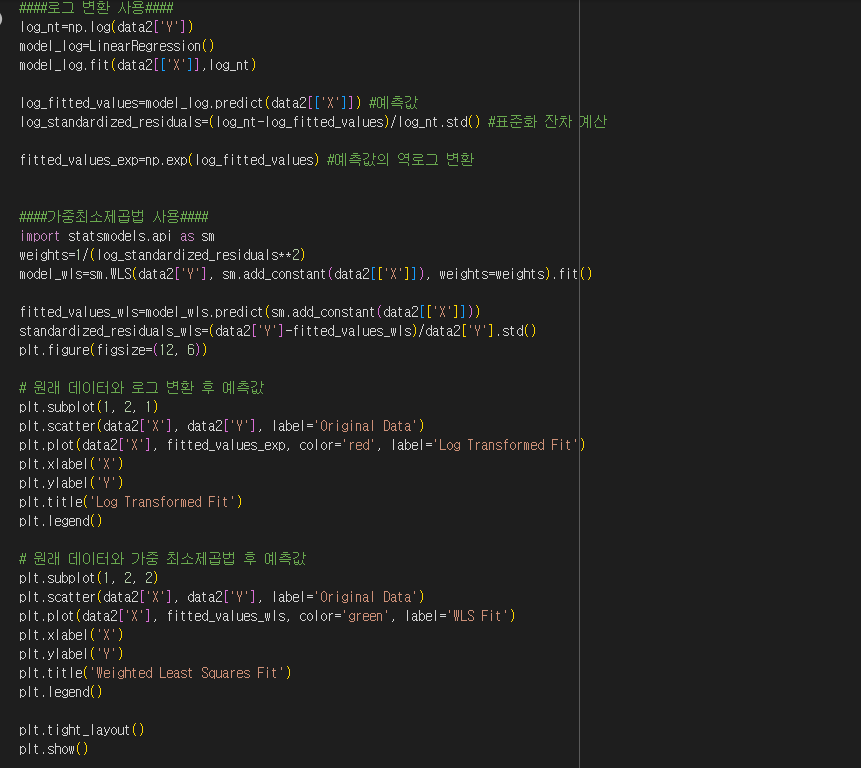 ####로그 변환 사용####
log_nt=np.log(data2['Y'])
model_log=LinearRegression()
model_log.fit(data2[['X']],log_nt)
log_fitted_values=model_log.predict(data2[['X']]) #예측값
log_standardized_residuals=(log_nt-log_fitted_values)/log_nt.std() #표준화 잔차 예산
fitted_values_exp=np.exp(log_fitted_values) #예측값의 역로그 변환
####가중최소제곱법 사용####
import statsmodels.api as sm
weights=1/(log_standardized_residuals**2)
model_wls=sm.WLS(data2['Y'], sm.add_constant(data2[['X']]), weights=weights).fit()
fitted_values_wls=model_wls.predict(sm.add_constant(data2[['X']]))
standardized_residuals_wls=(data2['Y']-fitted_values_wls)/data2['Y'].std()
plt.figure(figsize=(12, 6))
# 원래 데이터와 로그 변환 후 예측값
plt.subplot(1, 2, 1)
plt.scatter(data2['X'], data2['Y'], label='Original Data')
plt.plot(data2['X'], fitted_values_exp, color='red', label='Log Transformed Fit')
plt.xlabel('X')
plt.ylabel('Y')
plt.title('Log Transformed Fit')
plt.legend()
# 원래 데이터와 가중 최소제곱법 후 예측값
plt.subplot(1, 2, 2)
plt.scatter(data2['X'], data2['Y'], label='Original Data')
plt.plot(data2['X'], fitted_values_wls, color='green', label='WLS Fit')
plt.xlabel('X')
plt.ylabel('Y')
plt.title('Weighted Least Squares Fit')
plt.legend()
plt.tight_layout()
plt.show()